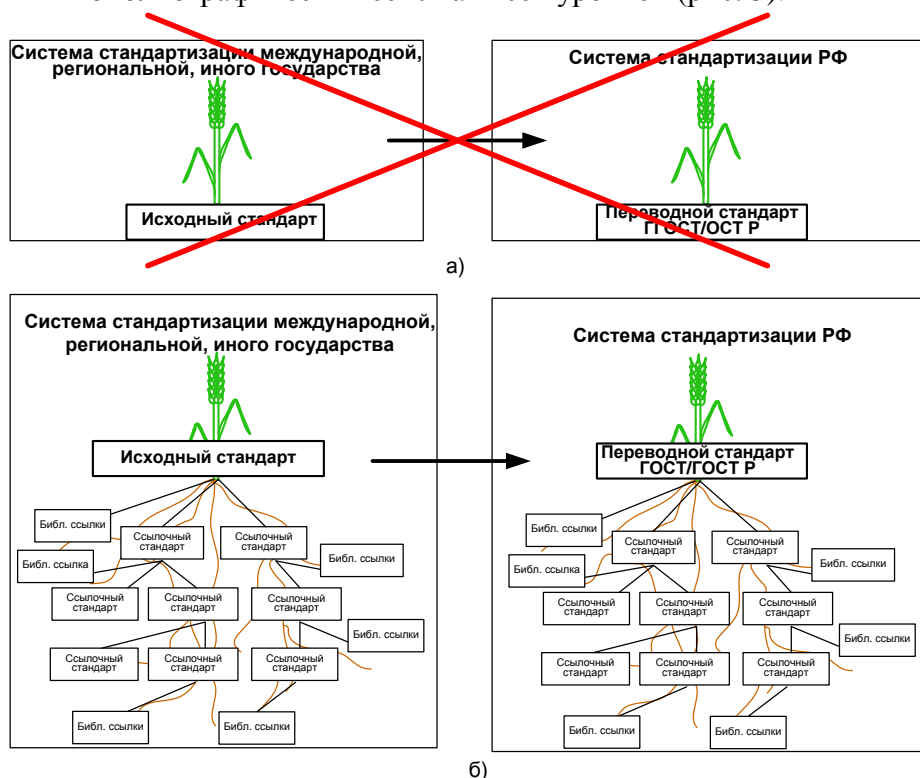 (рис.
Система стандартизации международной,
региональной, иного государства
Система стандартизации РФ
Исходный стандарт
Переводной стандарт
ГГОСТ/ОСТ Р
а)
Система стандартизации международной,
региональной, иного государства
Система стандартизации РФ
Исходный стандарт
Переводной стандарт
ГОСТ/ГОСТ Р
Библ. ссылки
Ссылочный
стандарт
Ссылочный
стандарт
Библ. ссылка
Библ. ссылки
Ссылочный
стандарт
Ссылочный
стандарт
Ссылочный
стандарт
Библ. ссылки
Ссылочный
стандарт
Ссылочный
стандарт
Ссылочный
стандарт
Библ. ссылки
Библ. ссылки
Библ. ссылки
Ссылочный
стандарт
Ссылочный
стандарт
Библ. ссылка
Библ. ссылки
Ссылочный
стандарт
Ссылочный
стандарт
Ссылочный
стандарт
Библ. ссылки
Ссылочный
стандарт
Ссылочный
стандарт
Ссылочный
стандарт
Библ. ссылки
Библ. ссылки
б)